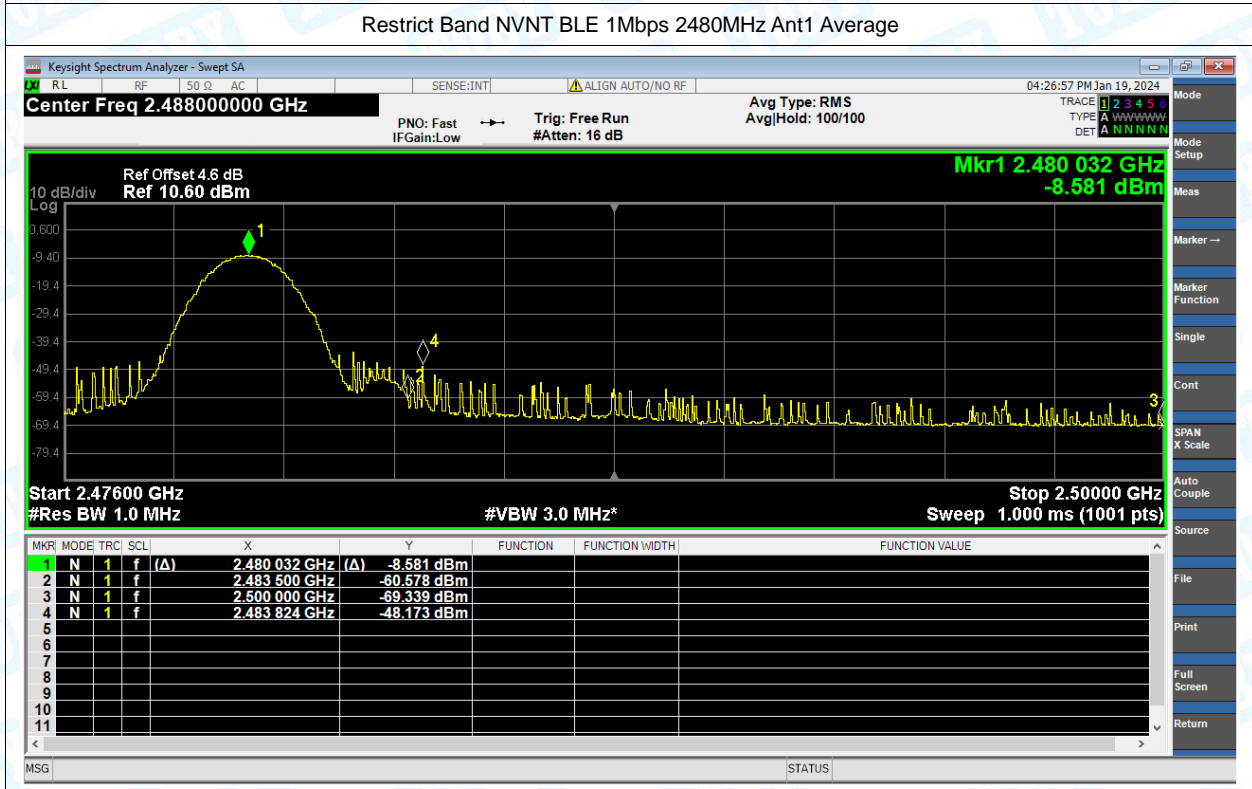 Restrict Band NVNT BLE 1Mbps 2480MHz Ant1 Average
Keysight Spectrum Analyzer - Swept SA
LXI RL RF 50 Ω AC SENSE:INT ALIGN AUTO/NO RF 04:26:57 PM Jan 19, 2024
Center Freq 2.488000000 GHz
PNO: Fast
IFGain:Low
Trig: Free Run
#Atten: 16 dB
Avg Type: RMS
Avg|Hold: 100/100
TRACE 1 2 3 4 5 6
TYPE A WWWWW
DET A N N N N N
Mode
Mode Setup
Meas
Marker →
Marker Function
Single
Cont
SPAN X Scale
Auto Couple
Source
File
Print
Full Screen
Return
Mkr1 2.480 032 GHz
-8.581 dBm
Ref Offset 4.6 dB
10 dB/div Ref 10.60 dBm
Log
0.600
-9.40
-19.4
-29.4
-39.4
-49.4
-59.4
-69.4
-79.4
1
4
2
3
Start 2.47600 GHz Stop 2.50000 GHz
#Res BW 1.0 MHz #VBW 3.0 MHz* Sweep 1.000 ms (1001 pts)
MKR MODE TRC SCL X Y FUNCTION FUNCTION WIDTH FUNCTION VALUE
1 N 1 f (Δ) 2.480 032 GHz (Δ) -8.581 dBm
2 N 1 f 2.483 500 GHz -60.578 dBm
3 N 1 f 2.500 000 GHz -69.339 dBm
4 N 1 f 2.483 824 GHz -48.173 dBm
5
6
7
8
9
10
11
MSG STATUS